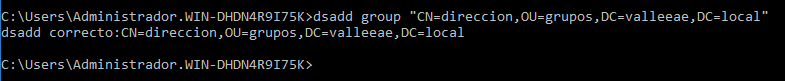 C:\Users\Administrador.WIN-DHDN4R9I75K>dsadd group "CN=direccion,OU=grupos,DC=valleeae,DC=local"
dsadd correcto:CN=direccion,OU=grupos,DC=valleeae,DC=local
C:\Users\Administrador.WIN-DHDN4R9I75K>